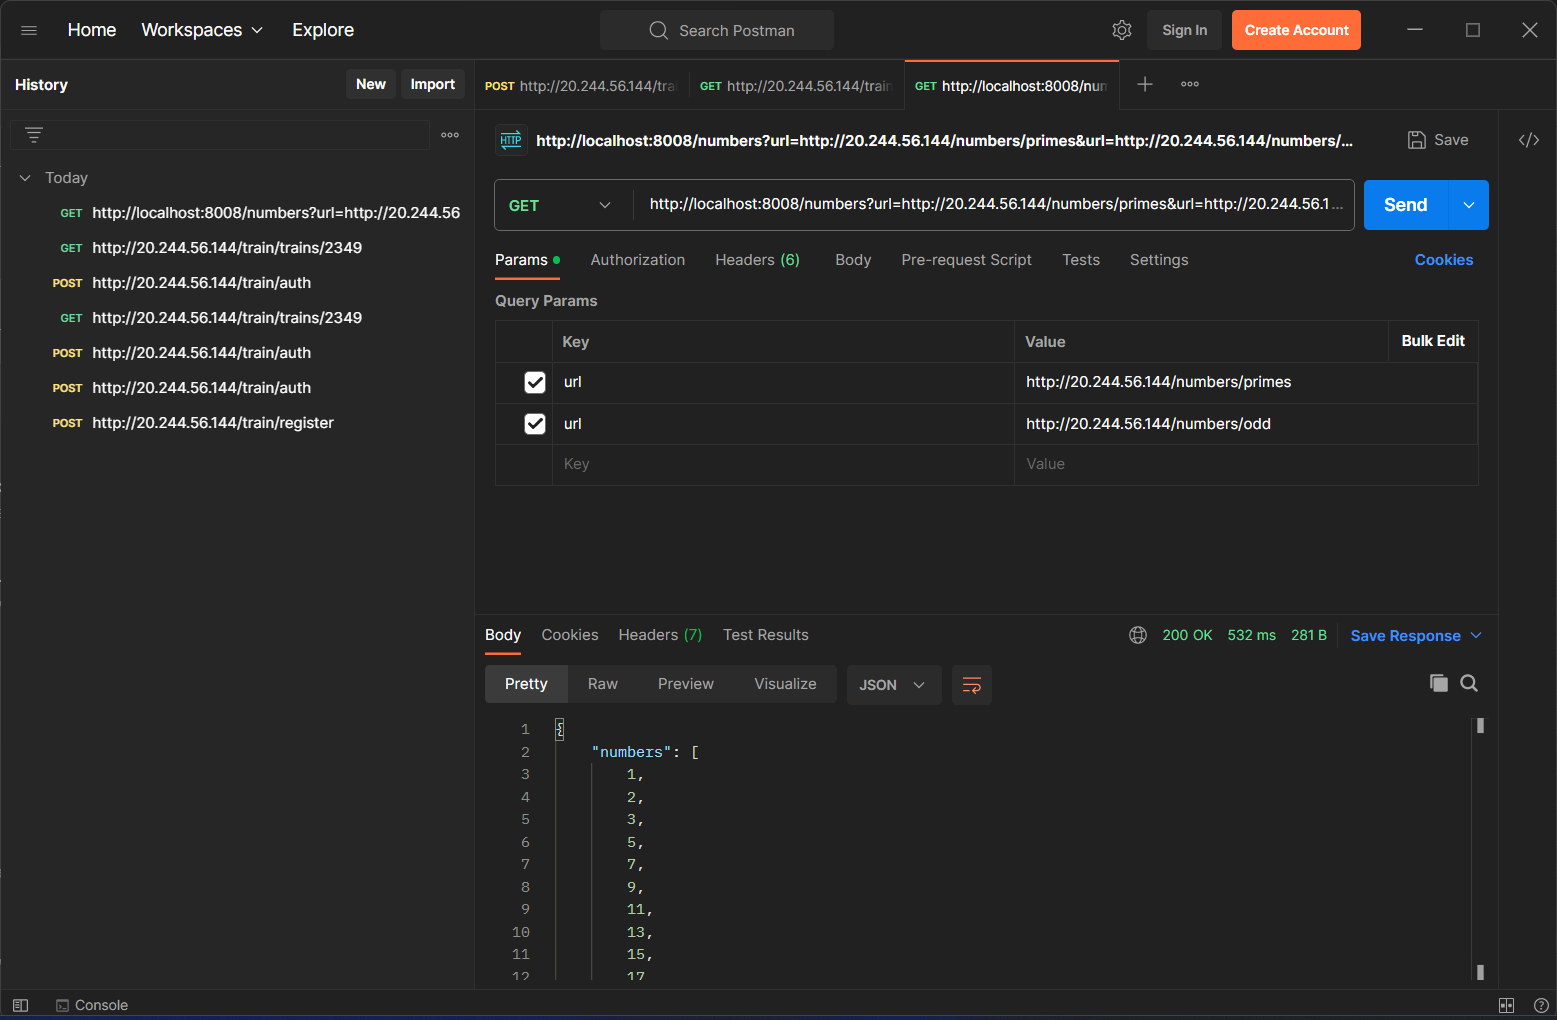 Home Workspaces Explore Search Postman Sign In Create Account
History New Import
POST http://20.244.56.144/trai GET http://20.244.56.144/train GET http://localhost:8008/num
HTTP http://localhost:8008/numbers?url=http://20.244.56.144/numbers/primes&url=http://20.244.56.144/numbers/... Save
Today
GET http://localhost:8008/numbers?url=http://20.244.56
GET http://20.244.56.144/train/trains/2349
POST http://20.244.56.144/train/auth
GET http://20.244.56.144/train/trains/2349
POST http://20.244.56.144/train/auth
POST http://20.244.56.144/train/auth
POST http://20.244.56.144/train/register
GET http://localhost:8008/numbers?url=http://20.244.56.144/numbers/primes&url=http://20.244.56.1... Send
Params Authorization Headers (6) Body Pre-request Script Tests Settings Cookies
Query Params
Key Value Bulk Edit
url http://20.244.56.144/numbers/primes
url http://20.244.56.144/numbers/odd
Key Value
Body Cookies Headers (7) Test Results 200 OK 532 ms 281 B Save Response
Pretty Raw Preview Visualize JSON
1 {
2 "numbers": [
3 1,
4 2,
5 3,
6 5,
7 7,
8 9,
9 11,
10 13,
11 15,
12 17
Console